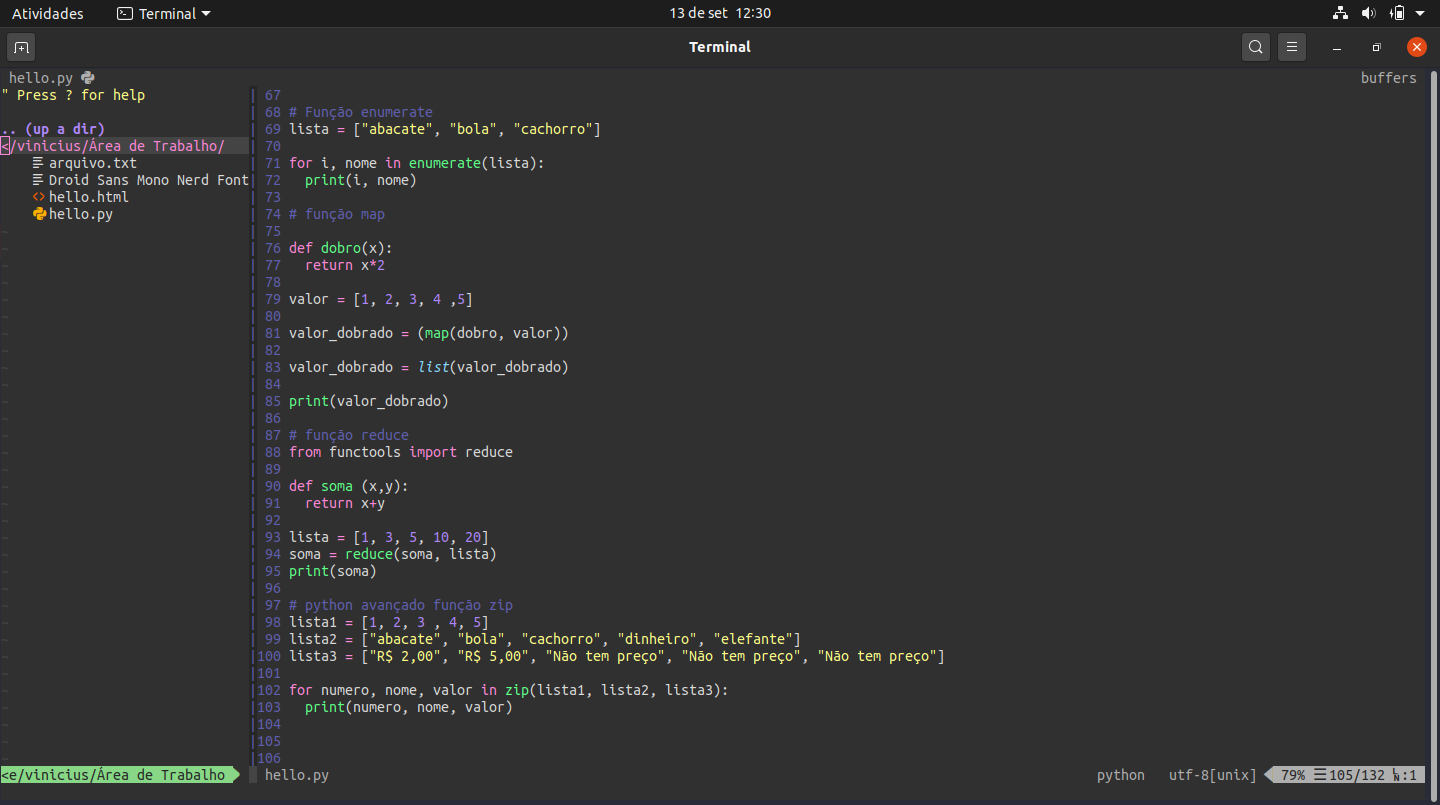 Atividades Terminal 13 de set 12:30
Terminal
hello.py buffers
" Press ? for help
.. (up a dir)
</vinicius/Área de Trabalho/
arquivo.txt
Droid Sans Mono Nerd Font
hello.html
hello.py
67
68 # Função enumerate
69 lista = ["abacate", "bola", "cachorro"]
70
71 for i, nome in enumerate(lista):
72   print(i, nome)
73
74 # função map
75
76 def dobro(x):
77   return x*2
78
79 valor = [1, 2, 3, 4 ,5]
80
81 valor_dobrado = (map(dobro, valor))
82
83 valor_dobrado = list(valor_dobrado)
84
85 print(valor_dobrado)
86
87 # função reduce
88 from functools import reduce
89
90 def soma (x,y):
91   return x+y
92
93 lista = [1, 3, 5, 10, 20]
94 soma = reduce(soma, lista)
95 print(soma)
96
97 # python avançado função zip
98 lista1 = [1, 2, 3 , 4, 5]
99 lista2 = ["abacate", "bola", "cachorro", "dinheiro", "elefante"]
100 lista3 = ["R$ 2,00", "R$ 5,00", "Não tem preço", "Não tem preço", "Não tem preço"]
101
102 for numero, nome, valor in zip(lista1, lista2, lista3):
103   print(numero, nome, valor)
104
105
106
<e/vinicius/Área de Trabalho hello.py python utf-8[unix] 79% ☰105/132 ㏑:1